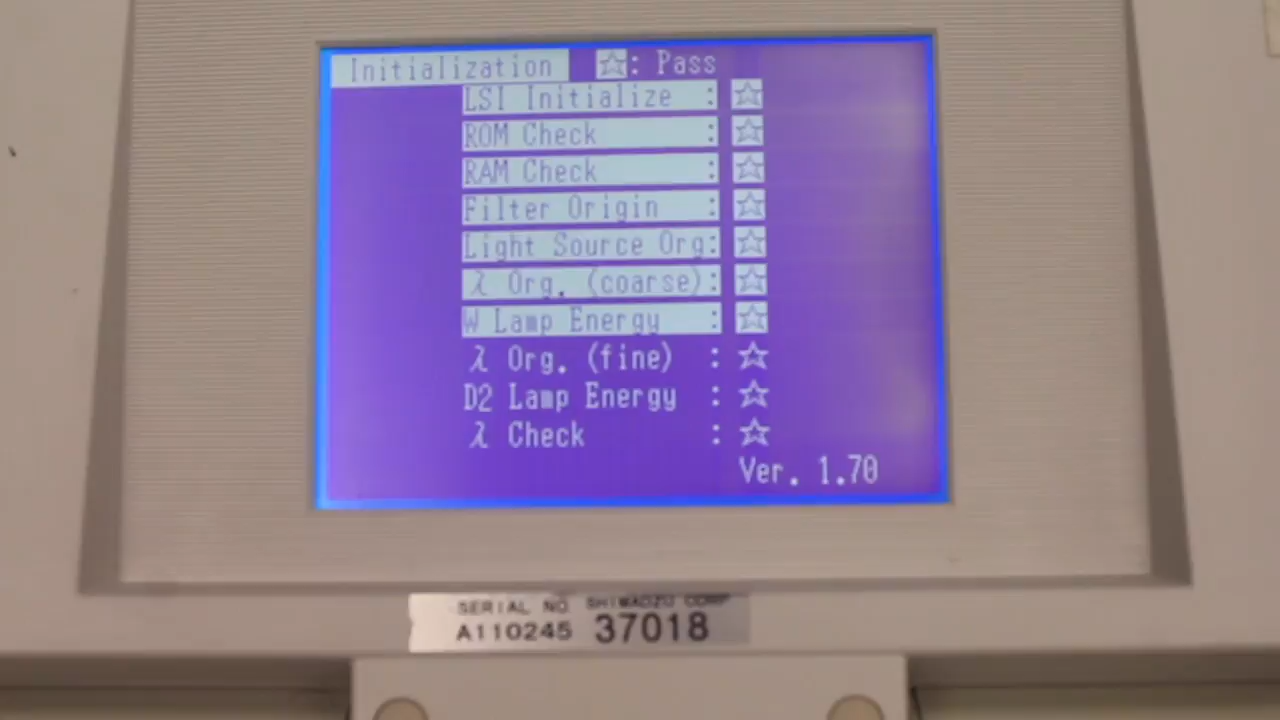 Initialization ☆: Pass
LSI Initialize : ☆
ROM Check : ☆
RAM Check : ☆
Filter Origin : ☆
Light Source Org: ☆
λ Org. (coarse): ☆
W Lamp Energy : ☆
λ Org. (fine) : ☆
D2 Lamp Energy : ☆
λ Check : ☆
Ver. 1.70
SERIAL NO SHIMADZU CORP
A110245 37018